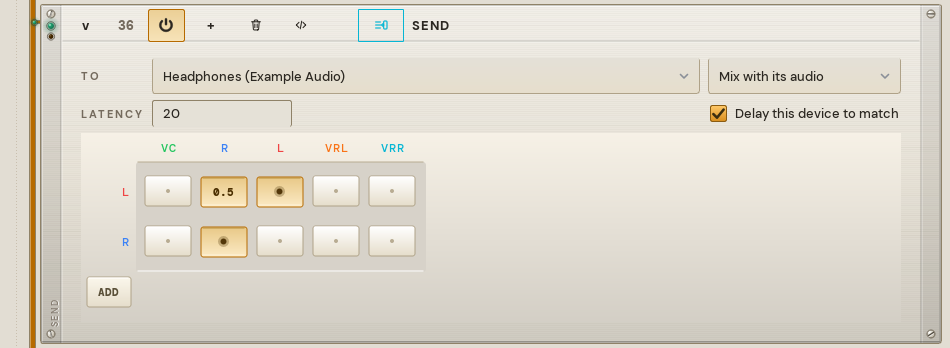 v 36 + </> SEND
TO Headphones (Example Audio) Mix with its audio
LATENCY 20 Delay this device to match
VC R L VRL VRR
L 0.5
R
ADD
SEND